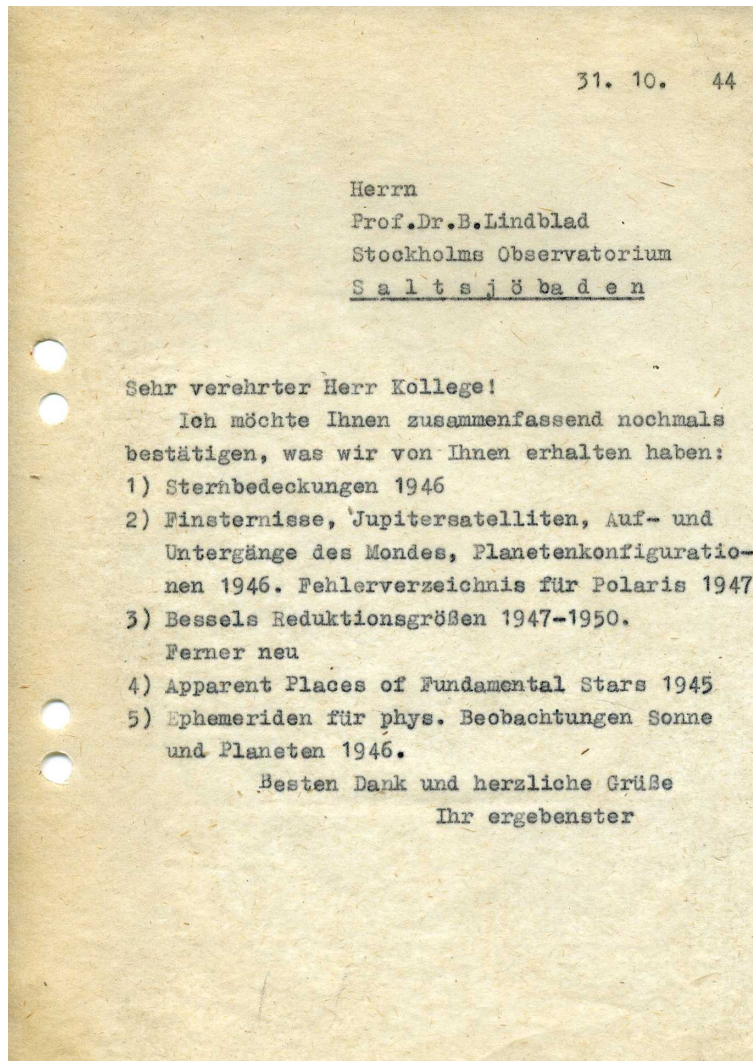 31. 10. 44
Herrn
Prof.Dr.B.Lindblad
Stockholms Observatorium
S a l t s j ö b a d e n
Sehr verehrter Herr Kollege!
Ich möchte Ihnen zusammenfassend nochmals
bestätigen, was wir von Ihnen erhalten haben:
1) Sternbedeckungen 1946
2) Finsternisse, Jupitersatelliten, Auf- und
Untergänge des Mondes, Planetenkonfiguratio-
nen 1946. Fehlerverzeichnis für Polaris 1947
3) Bessels Reduktionsgrößen 1947-1950.
Ferner neu
4) Apparent Places of Fundamental Stars 1945
5) Ephemeriden für phys. Beobachtungen Sonne
und Planeten 1946.
Besten Dank und herzliche Grüße
Ihr ergebenster